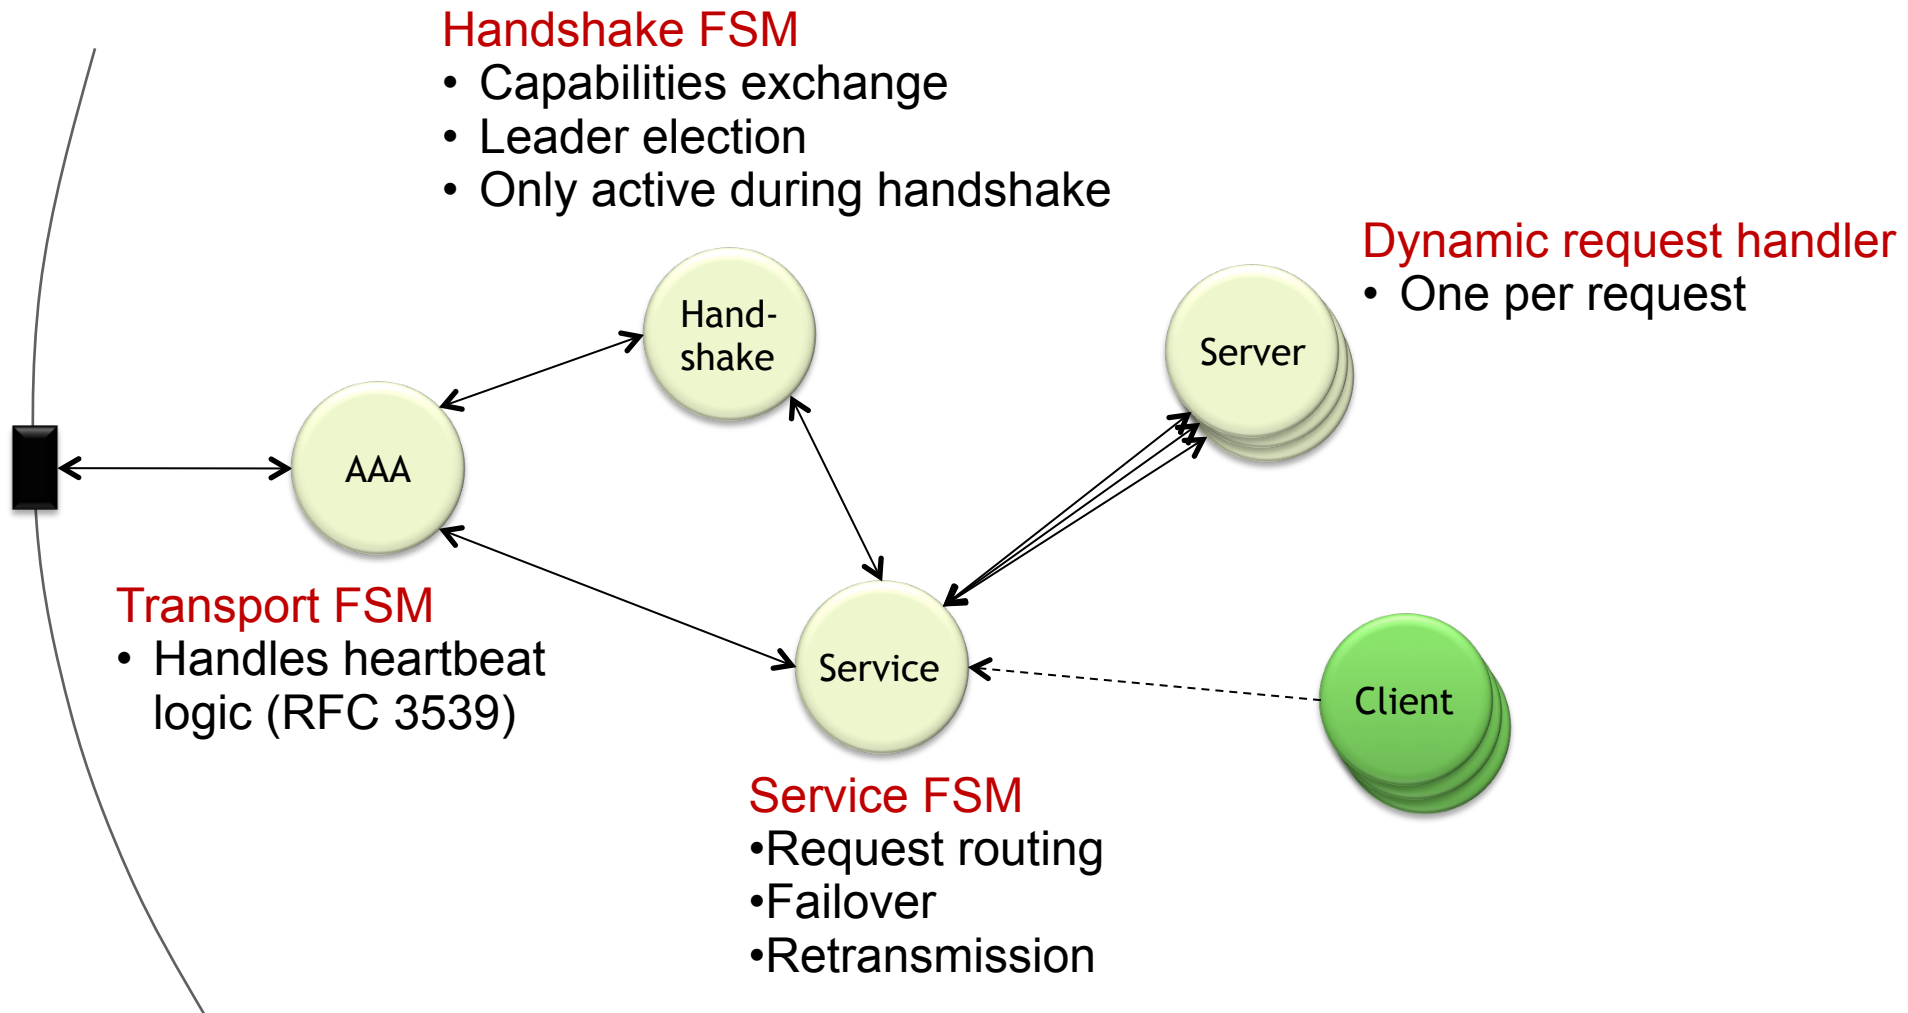 Handshake FSM
• Capabilities exchange
• Leader election
• Only active during handshake
Dynamic request handler
• One per request
Hand-
shake
Server
AAA
Transport FSM
• Handles heartbeat
logic (RFC 3539)
Service
Client
Service FSM
•Request routing
•Failover
•Retransmission